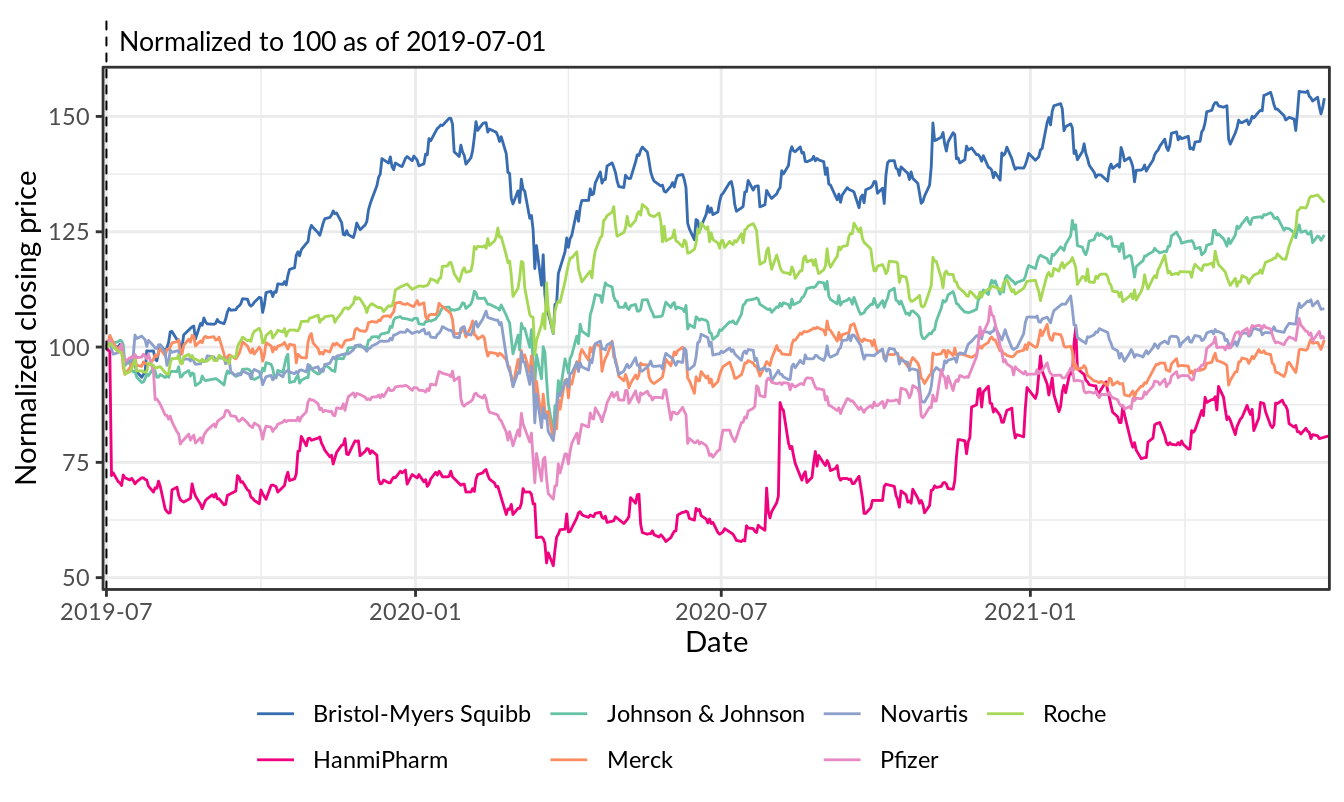 Normalized to 100 as of 2019-07-01
Normalized closing price
150
125
100
75
50
2019-07
2020-01
2020-07
2021-01
Date
Bristol-Myers Squibb
Johnson & Johnson
Novartis
Roche
HanmiPharm
Merck
Pfizer